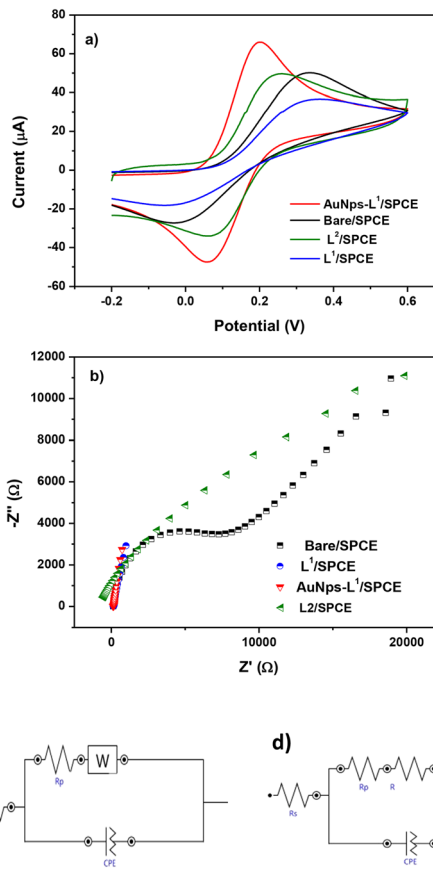 a)
80
60
40
20
0
-20
-40
-60
-0.2 0.0 0.2 0.4 0.6
Current (µA)
Potential (V)
AuNps-L¹/SPCE
Bare/SPCE
L²/SPCE
L¹/SPCE
b)
12000
10000
8000
6000
4000
2000
0
0 10000 20000
-Z'' (Ω)
Z' (Ω)
Bare/SPCE
L¹/SPCE
AuNps-L¹/SPCE
L2/SPCE
Rp
W
CPE
d)
Rs
Rp R
CPE